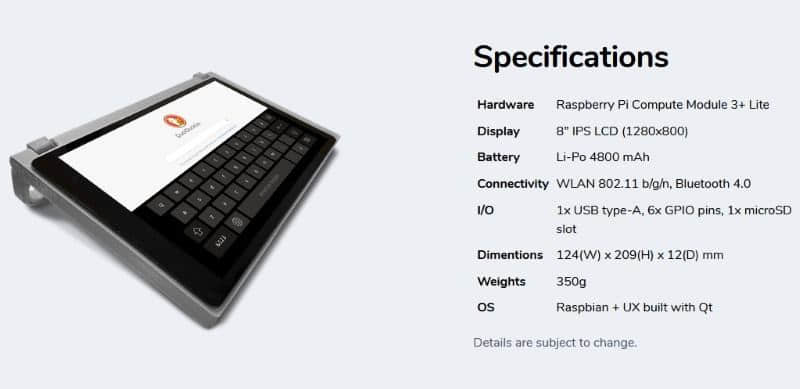 Specifications
Hardware Raspberry Pi Compute Module 3+ Lite
Display 8" IPS LCD (1280x800)
Battery Li-Po 4800 mAh
Connectivity WLAN 802.11 b/g/n, Bluetooth 4.0
I/O 1x USB type-A, 6x GPIO pins, 1x microSD
slot
Dimentions 124(W) x 209(H) x 12(D) mm
Weights 350g
OS Raspbian + UX built with Qt
Details are subject to change.
DuckDuckGo